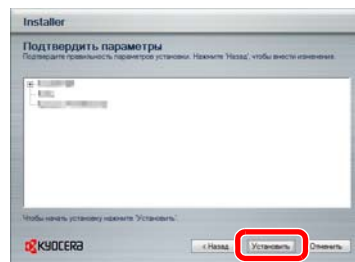 Installer
Подтвердить параметры
Подтвердите правильность параметров установки. Нажмите 'Назад', чтобы внести изменения.
Чтобы начать установку нажмите 'Установить'.
KYOCERA
< Назад
Установить
Отменить